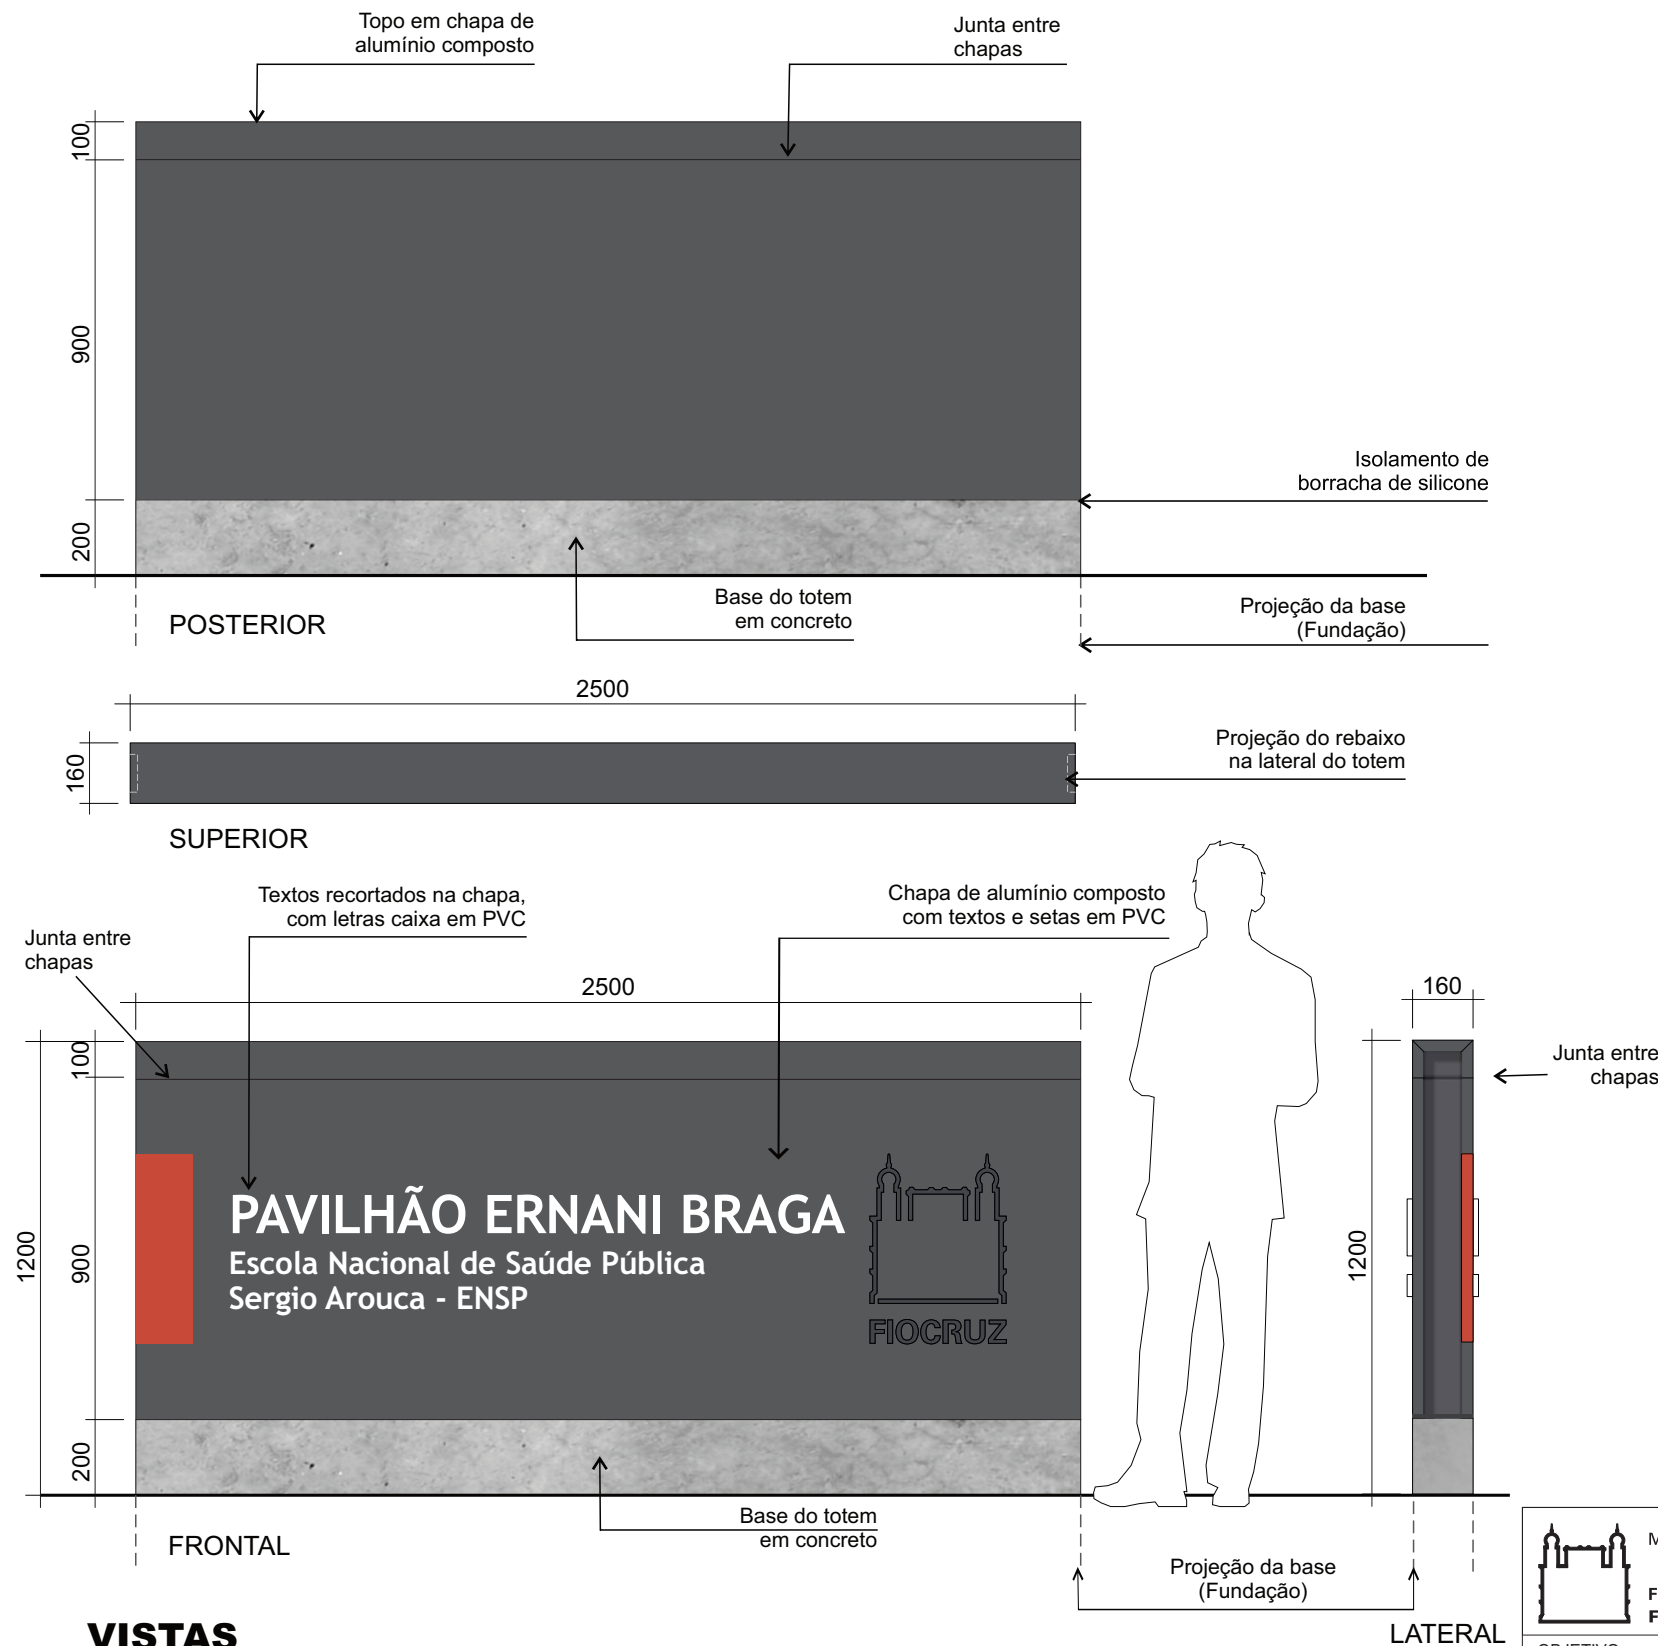 Topo em chapa de
alumínio composto
Junta entre
chapas
100
900
200
Isolamento de
borracha de silicone
Base do totem
em concreto
Projeção da base
(Fundação)
POSTERIOR
2500
160
Projeção do rebaixo
na lateral do totem
SUPERIOR
Textos recortados na chapa,
com letras caixa em PVC
Chapa de alumínio composto
com textos e setas em PVC
Junta entre
chapas
2500
160
100
Junta entre
chapas
1200
900
200
1200
PAVILHÃO ERNANI BRAGA
Escola Nacional de Saúde Pública
Sergio Arouca - ENSP
FIOCRUZ
Base do totem
em concreto
FRONTAL
Projeção da base
(Fundação)
LATERAL
VISTAS